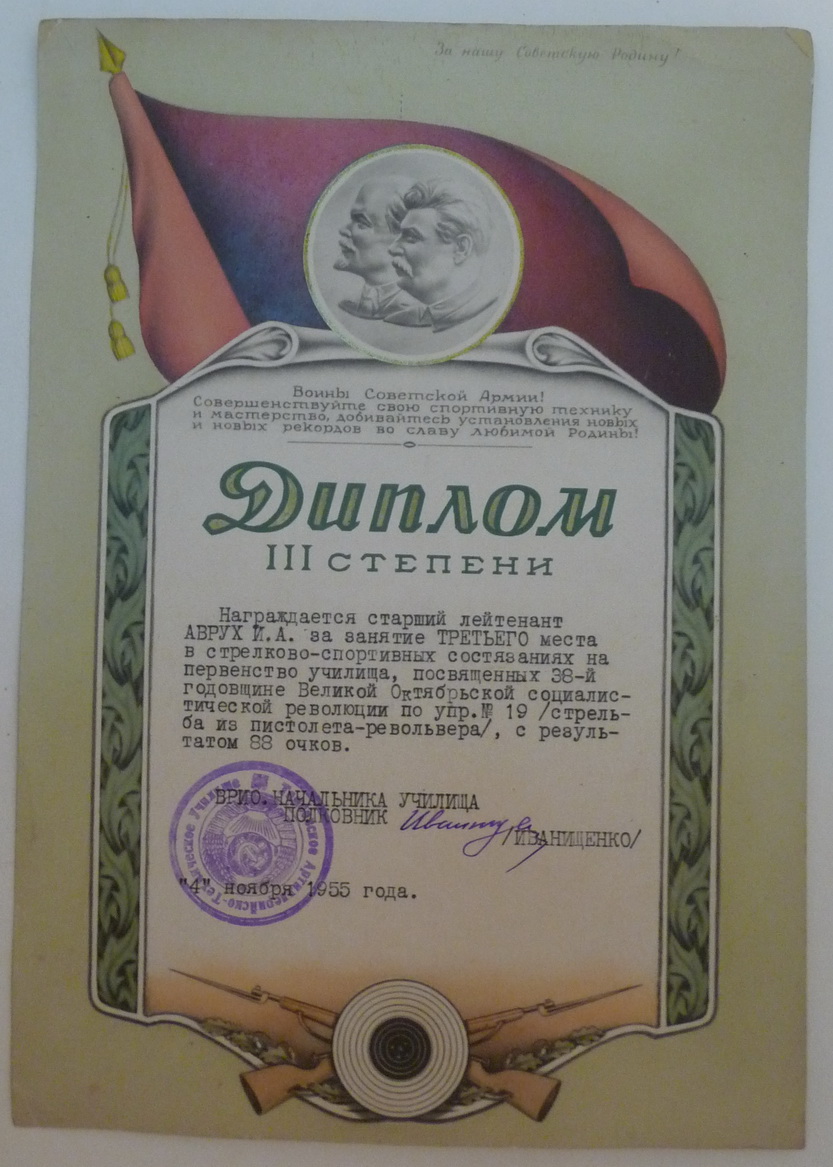 За нашу Советскую Родину!
Воины Советской Армии!
Совершенствуйте свою спортивную технику
и мастерство, добивайтесь установления новых
и новых рекордов во славу любимой Родины!
Диплом
III СТЕПЕНИ
Награждается старший лейтенант
АВРУХ И.А. за занятие ТРЕТЬЕГО места
в стрелково-спортивных состязаниях на
первенство училища, посвященных 38-й
годовщине Великой Октябрьской социалис-
тической революции по упр.№ 19 /стрель-
ба из пистолета-револьвера/, с резуль-
татом 88 очков.
ВРИО.НАЧАЛЬНИКА УЧИЛИЩА
ПОЛКОВНИК
/ИВАНИЩЕНКО/
"4" ноября 1955 года.
Артиллерийско-Техническое Училище